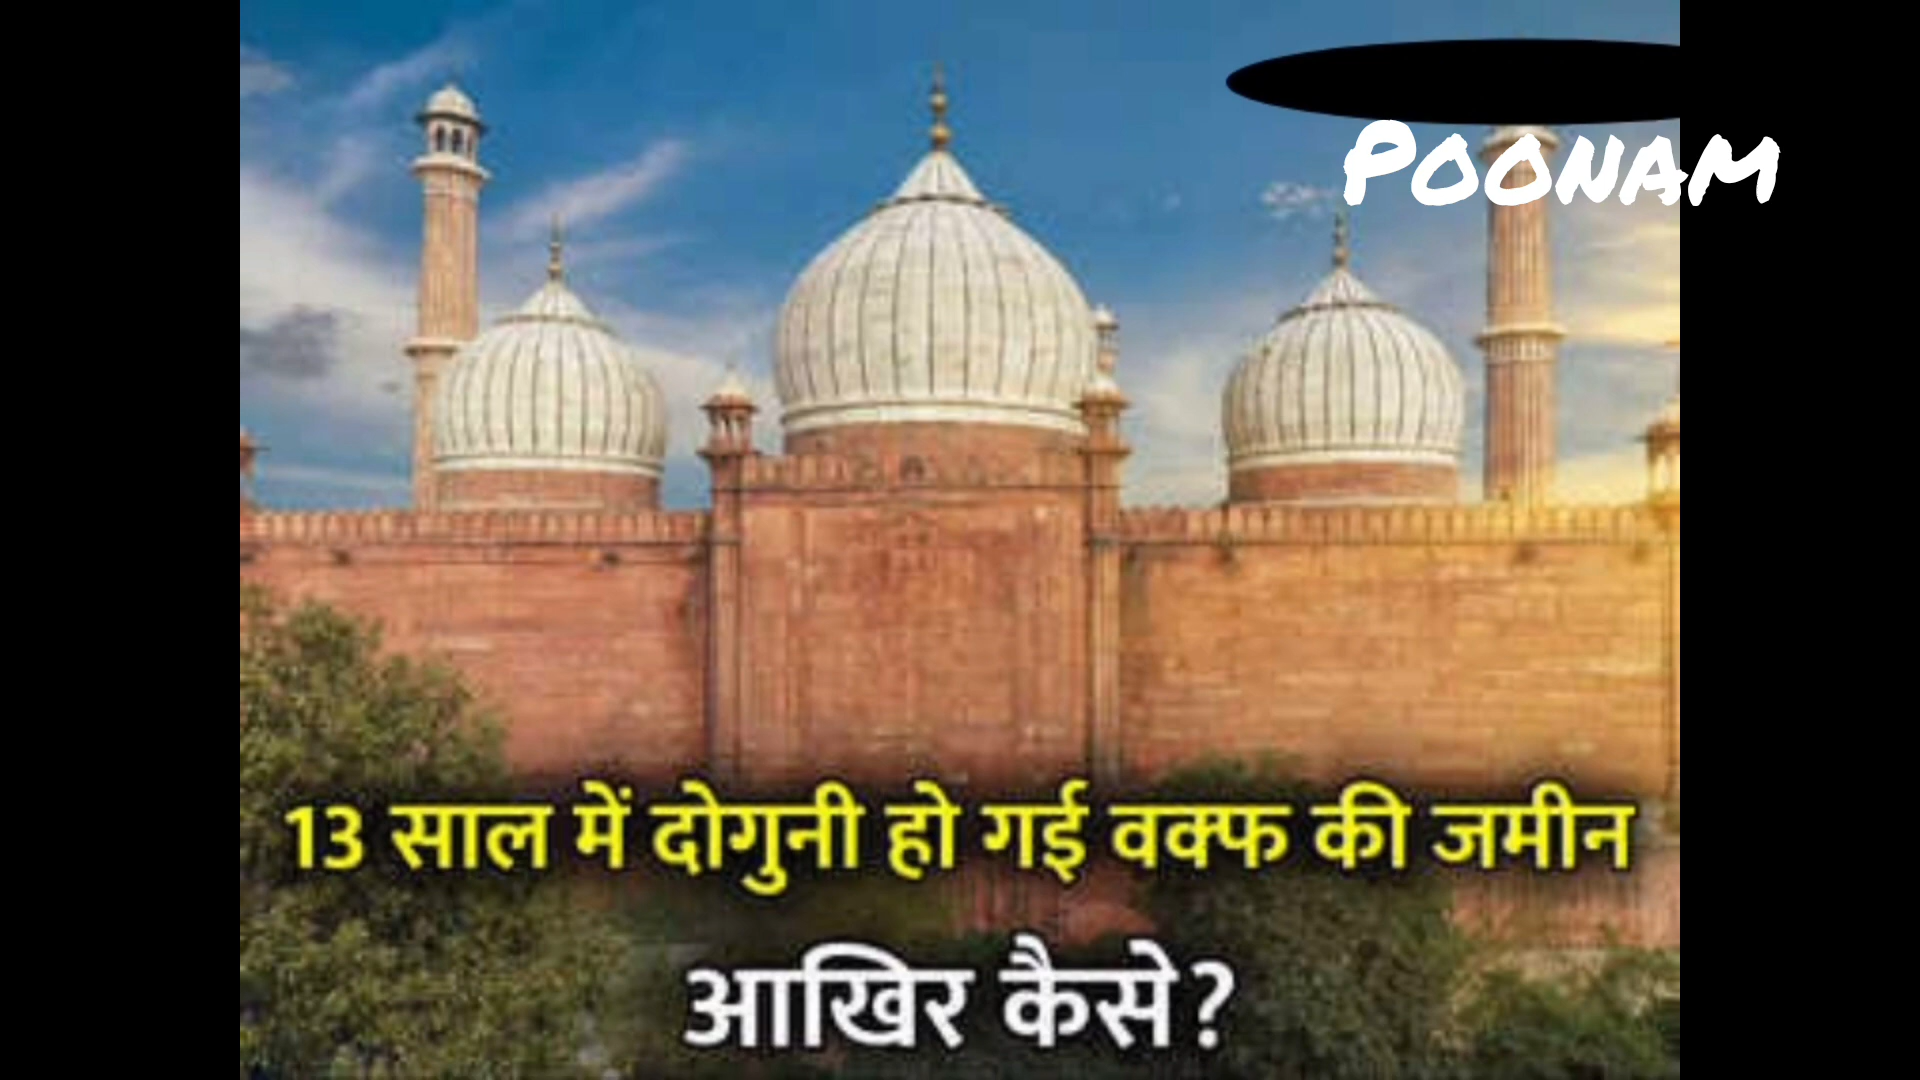 POONAM
13 साल में दोगुनी हो गई वक्फ की जमीन
आखिर कैसे?